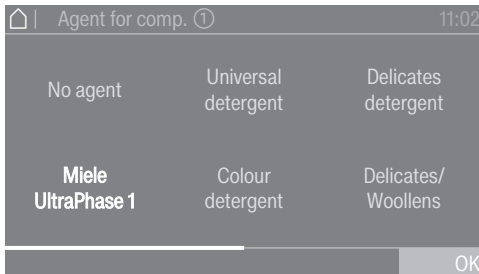 Agent for comp. ① 11:02
No agent
Universal
detergent
Delicates
detergent
Miele
UltraPhase 1
Colour
detergent
Delicates/
Woollens
OK